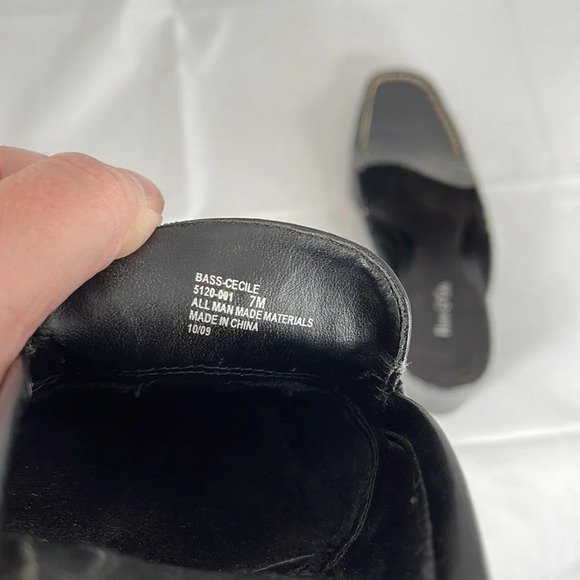 BASS-CECILE
5120-001 7M
ALL MAN MADE MATERIALS
MADE IN CHINA
10/09